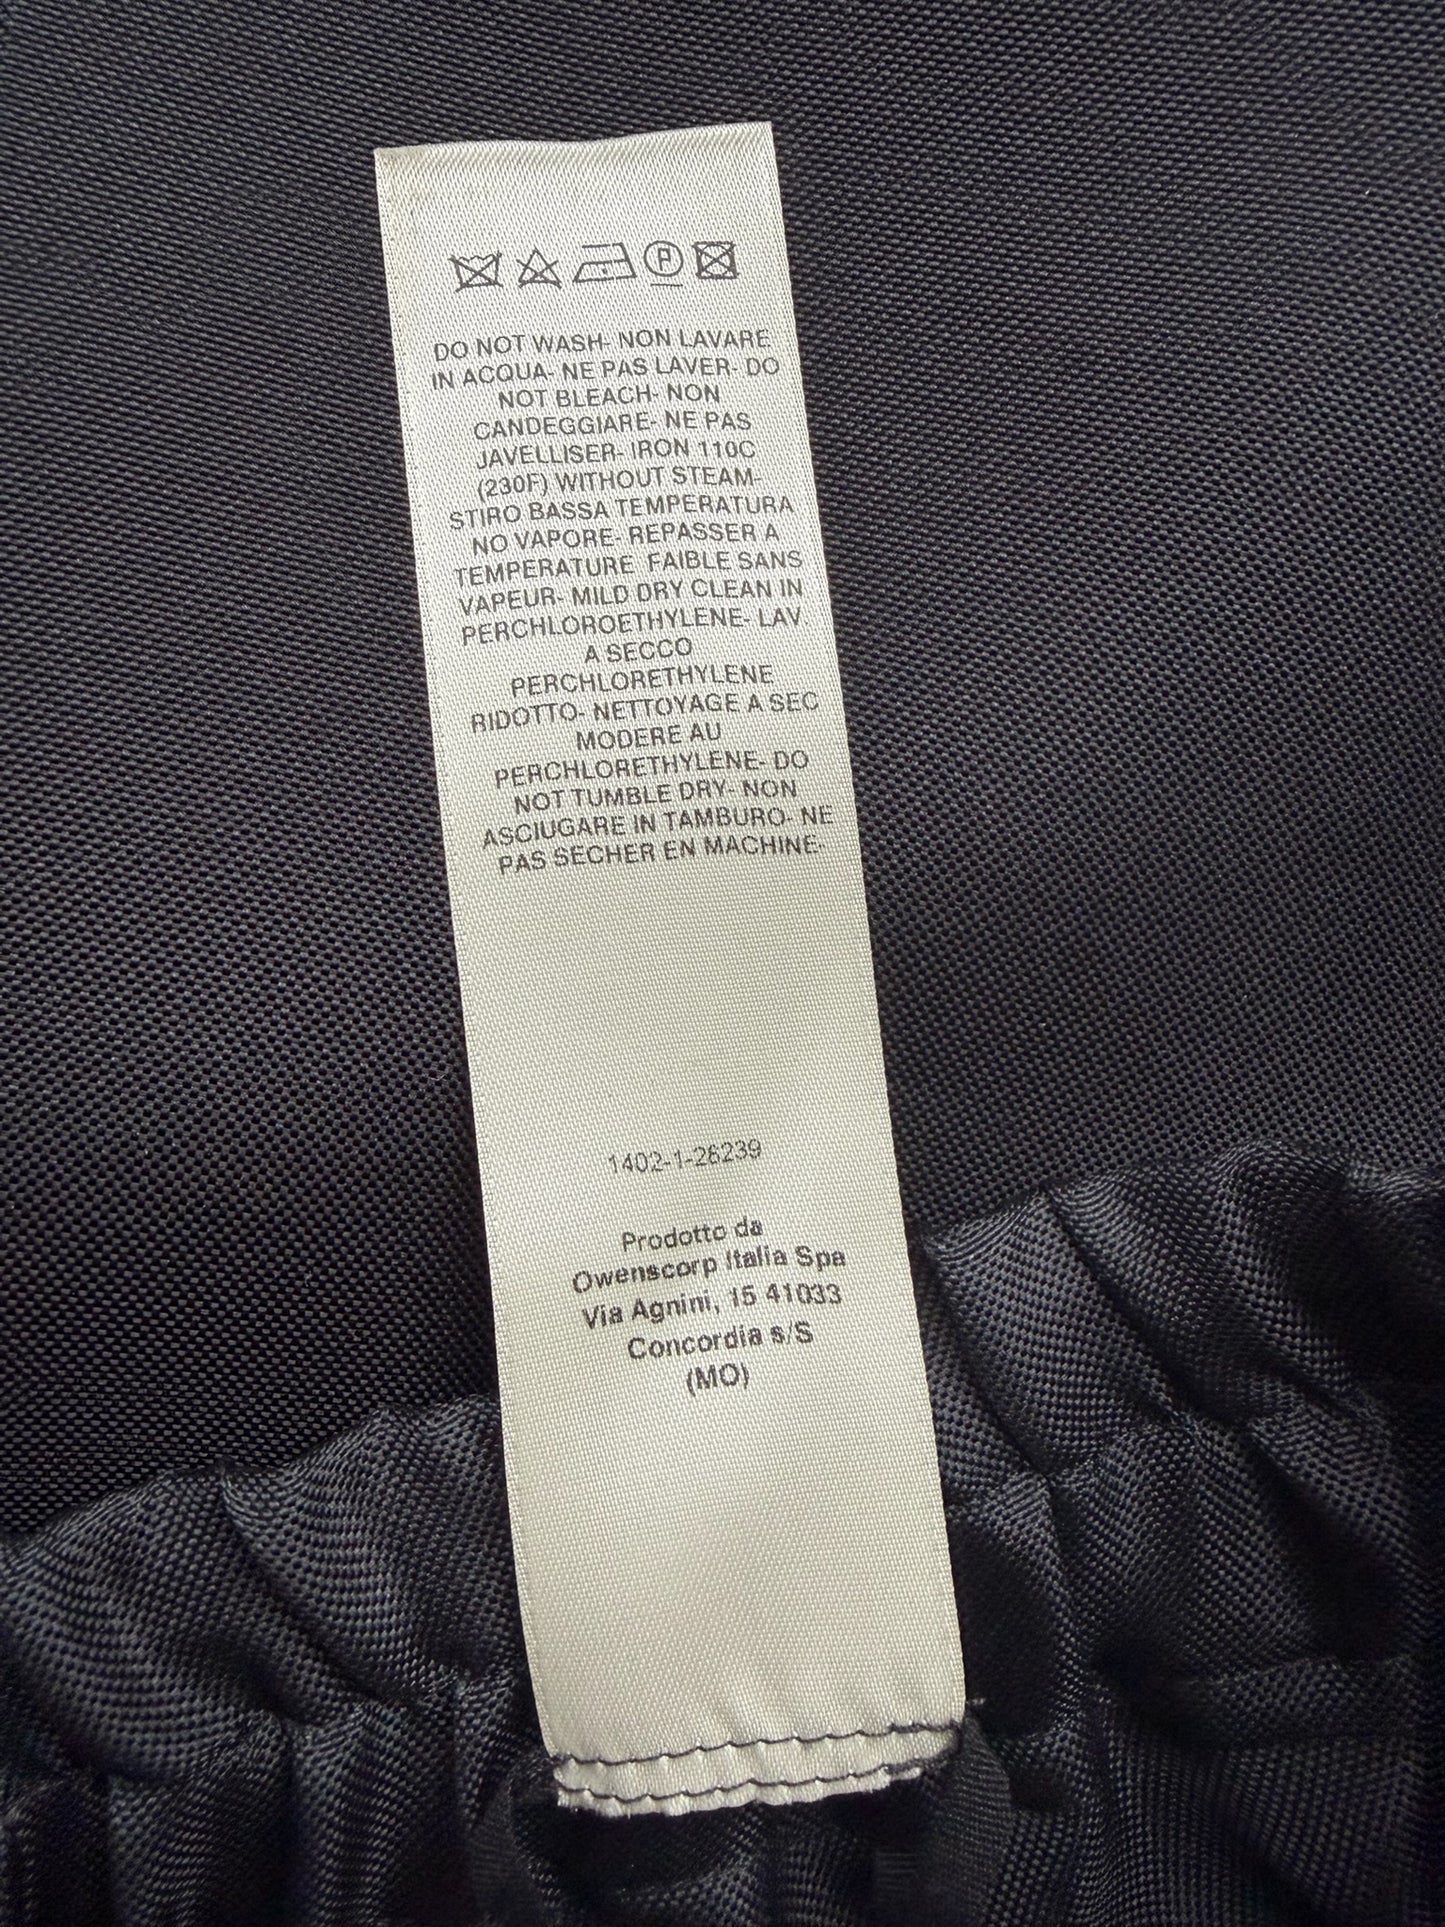 P
DO NOT WASH- NON LAVARE
IN ACQUA- NE PAS LAVER- DO
NOT BLEACH- NON
CANDEGGIARE- NE PAS
JAVELLISER- IRON 110C
(230F) WITHOUT STEAM-
STIRO BASSA TEMPERATURA
NO VAPORE- REPASSER A
TEMPERATURE FAIBLE SANS
VAPEUR- MILD DRY CLEAN IN
PERCHLOROETHYLENE- LAV
A SECCO
PERCHLORETHYLENE
RIDOTTO- NETTOYAGE A SEC
MODERE AU
PERCHLORETHYLENE- DO
NOT TUMBLE DRY- NON
ASCIUGARE IN TAMBURO- NE
PAS SECHER EN MACHINE-
1402-1-26239
Prodotto da
Owenscorp Italia Spa
Via Agnini, 15 41033
Concordia s/S
(MO)